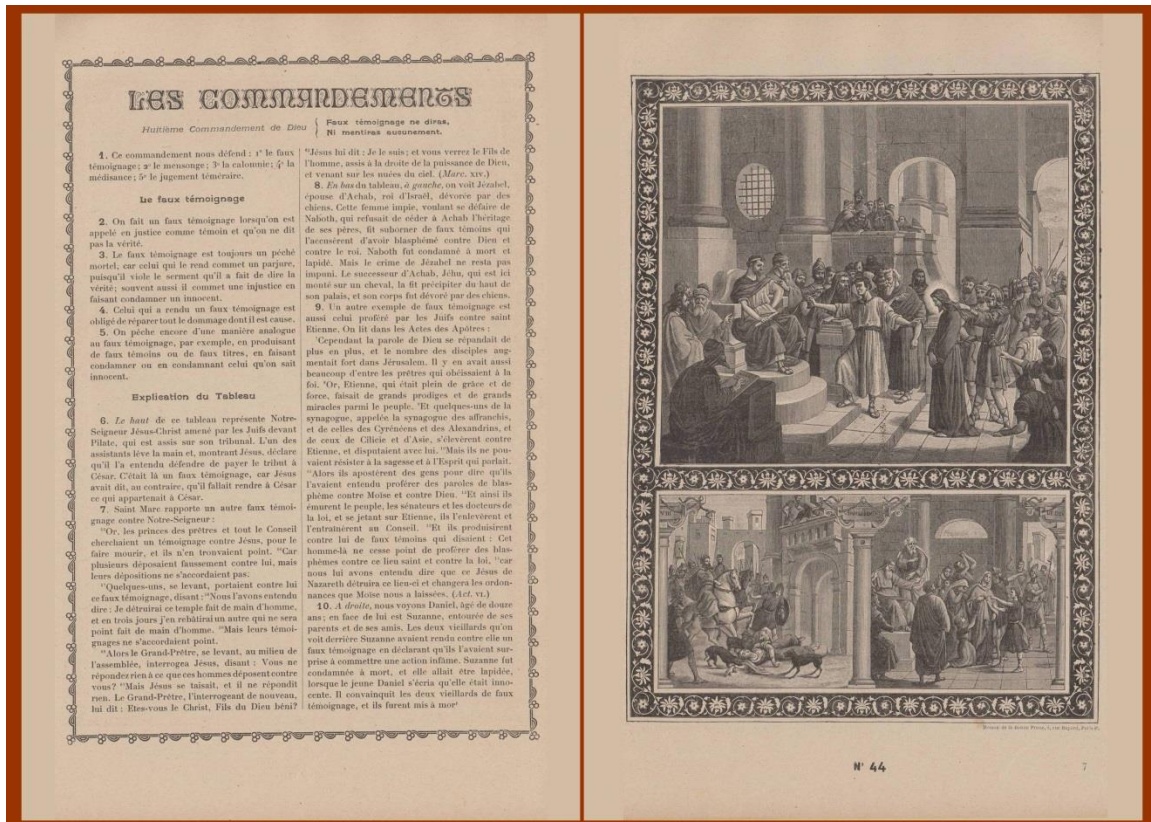 LES COMMANDEMENTS
Huitième Commandement de Dieu { Faux témoignage ne diras,
Ni mentiras aucunement.
1. Ce commandement nous défend : 1° le faux
témoignage ; 2° le mensonge ; 3° la calomnie ; 4° la
médisance ; 5° le jugement téméraire.
Le faux témoignage
2. On fait un faux témoignage lorsqu'on est
appelé en justice comme témoin et qu'on ne dit
pas la vérité.
3. Le faux témoignage est toujours un péché
mortel, car celui qui le rend commet un parjure,
puisqu'il viole le serment qu'il a fait de dire la
vérité ; souvent aussi il commet une injustice en
faisant condamner un innocent.
4. Celui qui a rendu un faux témoignage est
obligé de réparer tout le dommage dont il est cause.
5. On pèche encore d'une manière analogue
au faux témoignage, par exemple, en produisant
de faux témoins ou de faux titres, en faisant
condamner ou en condamnant celui qu'on sait
innocent.
Explication du Tableau
6. Le haut de ce tableau représente Notre-
Seigneur Jésus-Christ amené par les Juifs devant
Pilate, qui est assis sur son tribunal. L'un des
assistants lève la main et, montrant Jésus, déclare
qu'il l'a entendu défendre de payer le tribut à
César. C'était là un faux témoignage, car Jésus
avait dit, au contraire, qu'il fallait rendre à César
ce qui appartenait à César.
7. Saint Marc rapporte un autre faux témoi-
gnage contre Notre-Seigneur :
"Or, les princes des prêtres et tout le Conseil
cherchaient un témoignage contre Jésus, pour le
faire mourir, et ils n'en trouvaient point. "Car
plusieurs déposaient faussement contre lui, mais
leurs dépositions ne s'accordaient pas.
"Quelques-uns, se levant, portaient contre lui
ce faux témoignage, disant : "Nous l'avons entendu
dire : Je détruirai ce temple fait de main d'homme,
et en trois jours j'en rebâtirai un autre qui ne sera
point fait de main d'homme. "Mais leurs témoi-
gnages ne s'accordaient point.
"Alors le Grand-Prêtre, se levant, au milieu de
l'assemblée, interrogea Jésus, disant : Vous ne
répondez rien à ce que ces hommes déposent contre
vous ? "Mais Jésus se taisait, et il ne répondit
rien. Le Grand-Prêtre, l'interrogeant de nouveau,
lui dit : Etes-vous le Christ, Fils du Dieu béni ?
"Jésus lui dit : Je le suis ; et vous verrez le Fils de
l'homme, assis à la droite de la puissance de Dieu,
et venant sur les nuées du ciel. (Marc. XIV.)
8. En bas du tableau, à gauche, on voit Jézabel,
épouse d'Achab, roi d'Israël, dévorée par des
chiens. Cette femme impie, voulant se défaire de
Naboth, qui refusait de céder à Achab l'héritage
de ses pères, fit suborner de faux témoins qui
l'accusèrent d'avoir blasphémé contre Dieu et
contre le roi. Naboth fut condamné à mort et
lapidé. Mais le crime de Jézabel ne resta pas
impuni. Le successeur d'Achab, Jéhu, qui est ici
monté sur un cheval, la fit précipiter du haut de
son palais, et son corps fut dévoré par des chiens.
9. Un autre exemple de faux témoignage est
aussi celui proféré par les Juifs contre saint
Etienne. On lit dans les Actes des Apôtres :
'Cependant la parole de Dieu se répandait de
plus en plus, et le nombre des disciples aug-
mentait fort dans Jérusalem. Il y en avait aussi
beaucoup d'entre les prêtres qui obéissaient à la
foi. 'Or, Etienne, qui était plein de grâce et de
force, faisait de grands prodiges et de grands
miracles parmi le peuple. 'Et quelques-uns de la
synagogue, appelée la synagogue des affranchis,
et de celles des Cyrénéens et des Alexandrins, et
de ceux de Cilicie et d'Asie, s'élevèrent contre
Etienne, et disputaient avec lui. "Mais ils ne pou-
vaient résister à la sagesse et à l'Esprit qui parlait.
"Alors ils apostèrent des gens pour dire qu'ils
l'avaient entendu proférer des paroles de blas-
phème contre Moïse et contre Dieu. "Et ainsi ils
émurent le peuple, les sénateurs et les docteurs de
la loi, et se jetant sur Etienne, ils l'enlevèrent et
l'entraînèrent au Conseil. "Et ils produisirent
contre lui de faux témoins qui disaient : Cet
homme-là ne cesse point de proférer des blas-
phèmes contre ce lieu saint et contre la loi, "car
nous lui avons entendu dire que ce Jésus de
Nazareth détruira ce lieu-ci et changera les ordon-
nances que Moïse nous a laissées. (Act. VI.)
10. A droite, nous voyons Daniel, âgé de douze
ans ; en face de lui est Suzanne, entourée de ses
parents et de ses amis. Les deux vieillards qu'on
voit derrière Suzanne avaient rendu contre elle un
faux témoignage en déclarant qu'ils l'avaient sur-
prise à commettre une action infâme. Suzanne fut
condamnée à mort, et elle allait être lapidée,
lorsque le jeune Daniel s'écria qu'elle était inno-
cente. Il convainquit les deux vieillards de faux
témoignage, et ils furent mis à mor
N° 44
7